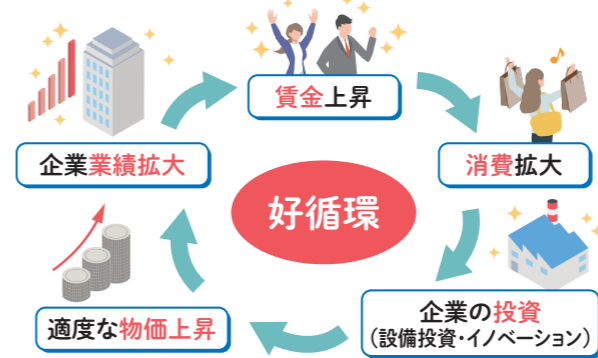 賃金上昇
企業業績拡大
消費拡大
好循環
適度な物価上昇
企業の投資
(設備投資・イノベーション)